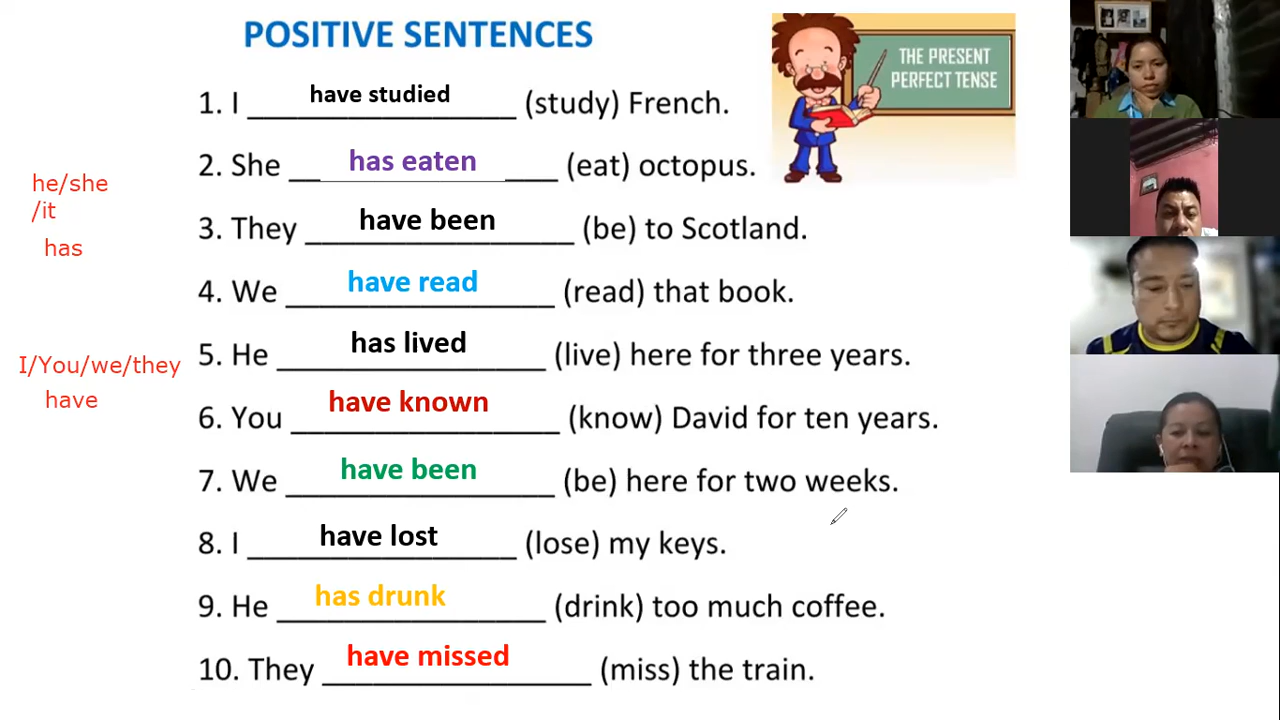 POSITIVE SENTENCES
THE PRESENT
PERFECT TENSE
1. I have studied (study) French.
2. She has eaten (eat) octopus.
3. They have been (be) to Scotland.
4. We have read (read) that book.
5. He has lived (live) here for three years.
6. You have known (know) David for ten years.
7. We have been (be) here for two weeks.
8. I have lost (lose) my keys.
9. He has drunk (drink) too much coffee.
10. They have missed (miss) the train.
he/she
/it
has
I/You/we/they
have